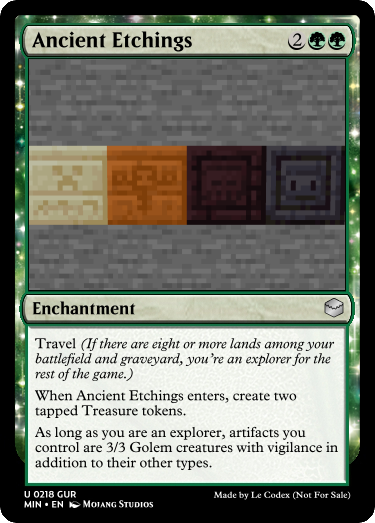 Ancient Etchings 2
Enchantment
Travel (If there are eight or more lands among your
battlefield and graveyard, you're an explorer for the
rest of the game.)
When Ancient Etchings enters, create two
tapped Treasure tokens.
As long as you are an explorer, artifacts you
control are 3/3 Golem creatures with vigilance in
addition to their other types.
U 0218 GUR
MIN • EN Mojang Studios
Made by Le Codex (Not For Sale)